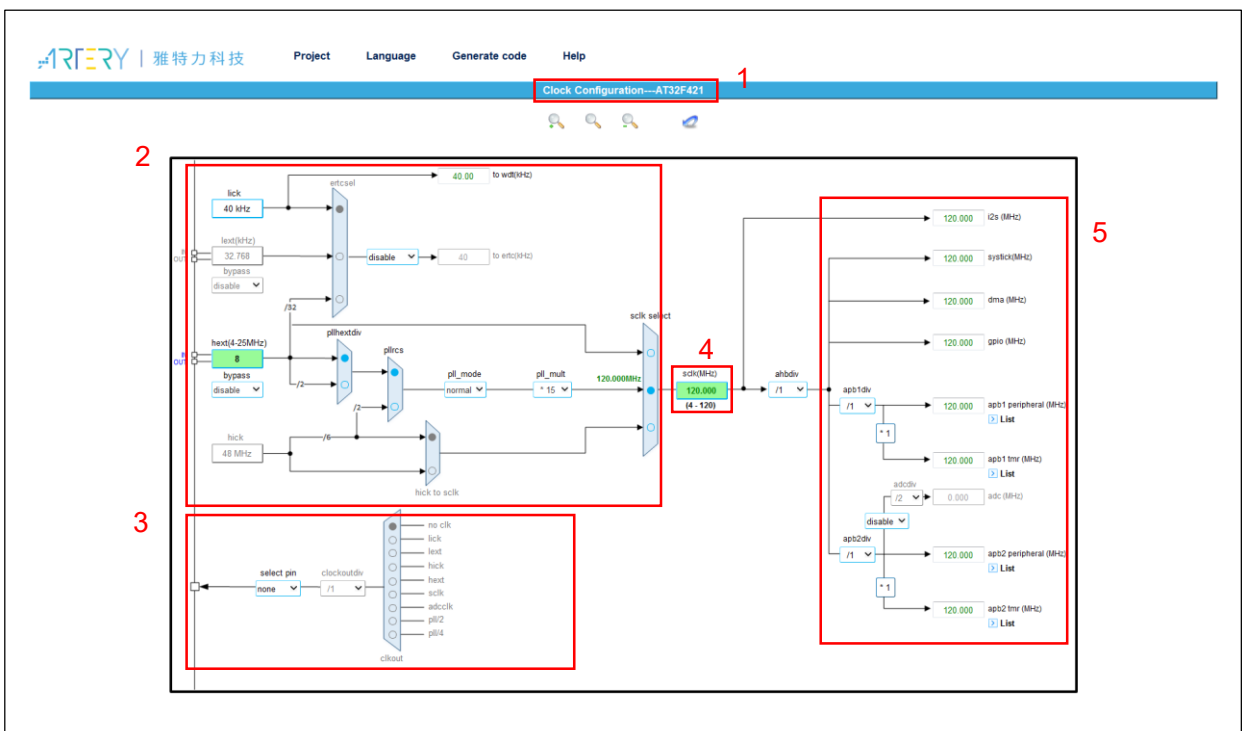 ARTERY | 雅特力科技 Project Language Generate code Help
1
Clock Configuration---AT32F421
2
40.00 to wdt(kHz)
ertcsel
lick
40 kHz
lext(kHz)
IN
OUT
32.768
bypass
disable
disable
40 to ertc(kHz)
/32
hext(4-25MHz)
IN
OUT
8
bypass
disable
pllhextdiv
/2
pllrcs
/2
pll_mode
normal
pll_mult
* 15
120.000MHz
sclk select
hick
48 MHz
/6
hick to sclk
4
sclk(MHz)
120.000
(4 - 120)
ahbdiv
/1
5
120.000 i2s (MHz)
120.000 systick(MHz)
120.000 dma (MHz)
120.000 gpio (MHz)
apb1div
/1
120.000 apb1 peripheral (MHz)
List
* 1
120.000 apb1 tmr (MHz)
List
adcdiv
/2
0.000 adc (MHz)
disable
apb2div
/1
120.000 apb2 peripheral (MHz)
List
* 1
120.000 apb2 tmr (MHz)
List
3
no clk
lick
lext
hick
hext
sclk
adcclk
pll/2
pll/4
select pin
none
clockoutdiv
/1
clkout